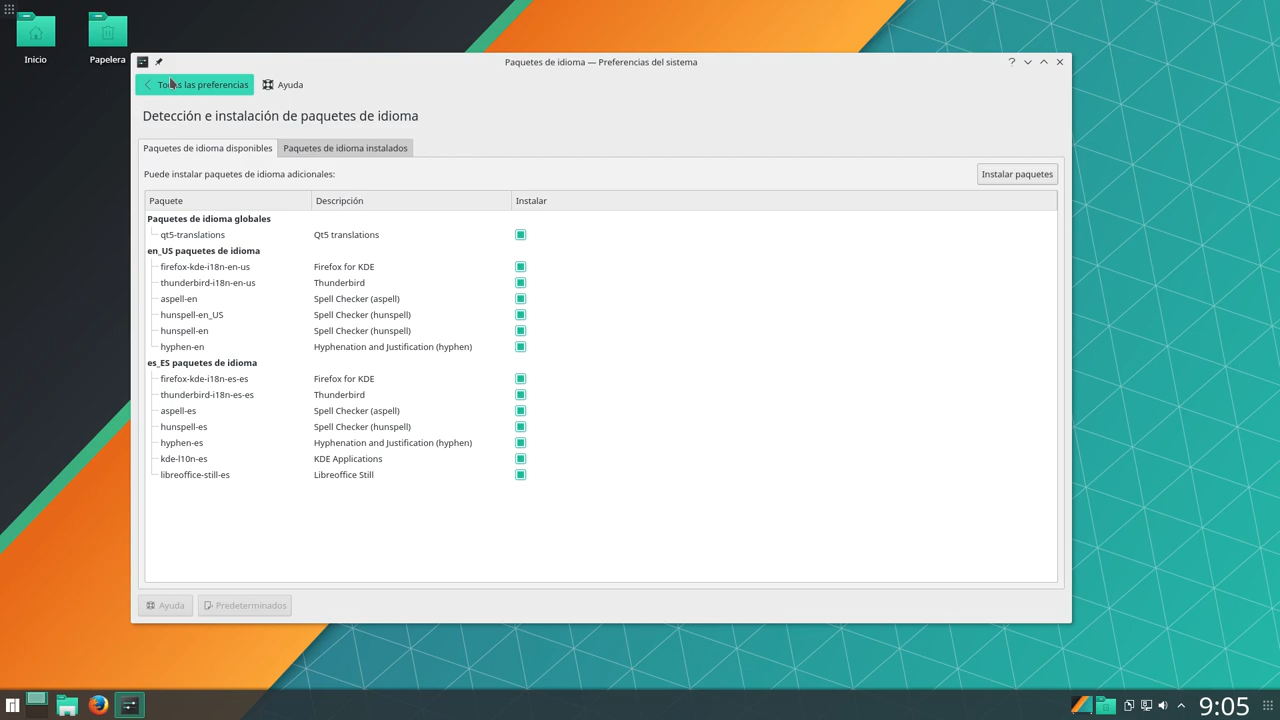 Inicio
Papelera
Paquetes de idioma — Preferencias del sistema
Todas las preferencias
Ayuda
Detección e instalación de paquetes de idioma
Paquetes de idioma disponibles
Paquetes de idioma instalados
Puede instalar paquetes de idioma adicionales:
Instalar paquetes
Paquete Descripción Instalar
Paquetes de idioma globales
qt5-translations Qt5 translations
en_US paquetes de idioma
firefox-kde-i18n-en-us Firefox for KDE
thunderbird-i18n-en-us Thunderbird
aspell-en Spell Checker (aspell)
hunspell-en_US Spell Checker (hunspell)
hunspell-en Spell Checker (hunspell)
hyphen-en Hyphenation and Justification (hyphen)
es_ES paquetes de idioma
firefox-kde-i18n-es-es Firefox for KDE
thunderbird-i18n-es-es Thunderbird
aspell-es Spell Checker (aspell)
hunspell-es Spell Checker (hunspell)
hyphen-es Hyphenation and Justification (hyphen)
kde-l10n-es KDE Applications
libreoffice-still-es Libreoffice Still
Ayuda
Predeterminados
9:05